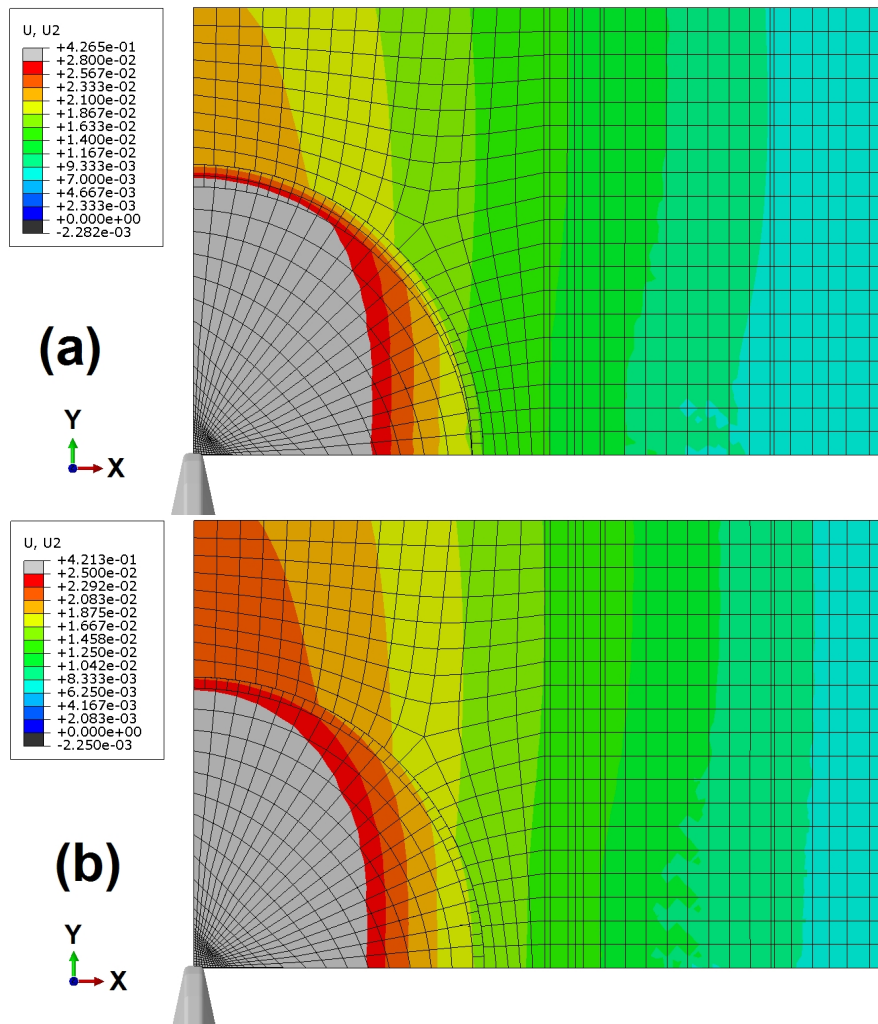 U, U2
+4.265e-01
+2.800e-02
+2.567e-02
+2.333e-02
+2.100e-02
+1.867e-02
+1.633e-02
+1.400e-02
+1.167e-02
+9.333e-03
+7.000e-03
+4.667e-03
+2.333e-03
+0.000e+00
-2.282e-03
(a)
Y
X
U, U2
+4.213e-01
+2.500e-02
+2.292e-02
+2.083e-02
+1.875e-02
+1.667e-02
+1.458e-02
+1.250e-02
+1.042e-02
+8.333e-03
+6.250e-03
+4.167e-03
+2.083e-03
+0.000e+00
-2.250e-03
(b)
Y
X